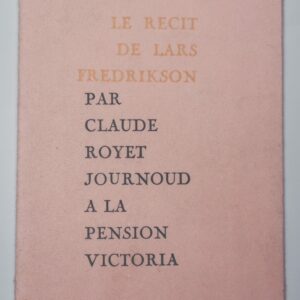 LE RECIT
DE LARS
FREDRIKSON
PAR
CLAUDE
ROYET
JOURNOUD
A LA
PENSION
VICTORIA